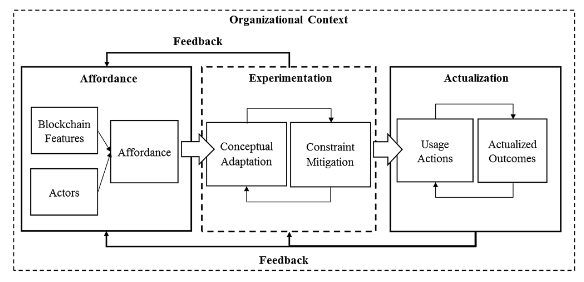 Organizational Context
Feedback
Affordance
Experimentation
Actualization
Blockchain
Features
Affordance
Actors
Conceptual
Adaptation
Constraint
Mitigation
Usage
Actions
Actualized
Outcomes
Feedback